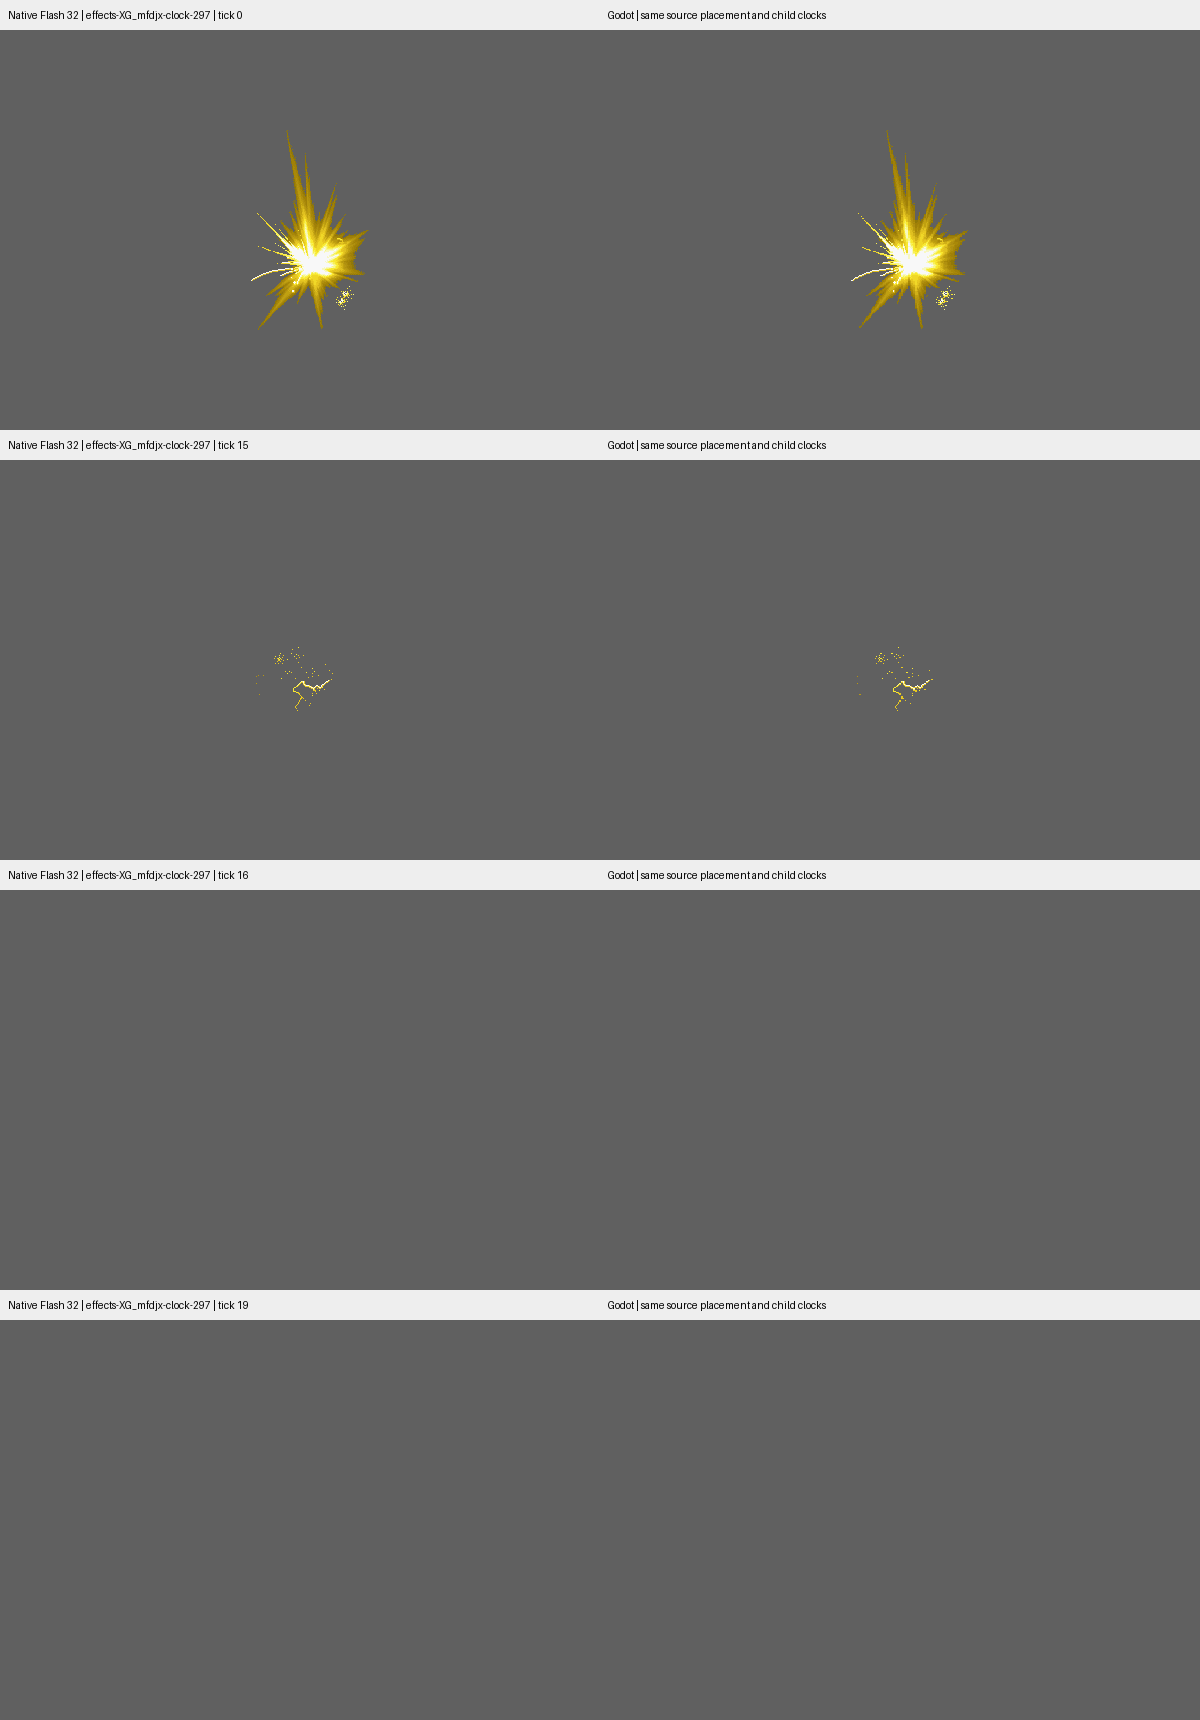 Native Flash 32 | effects-XG_mfdjx-clock-297 | tick 0
Godot | same source placement and child clocks
Native Flash 32 | effects-XG_mfdjx-clock-297 | tick 15
Godot | same source placement and child clocks
Native Flash 32 | effects-XG_mfdjx-clock-297 | tick 16
Godot | same source placement and child clocks
Native Flash 32 | effects-XG_mfdjx-clock-297 | tick 19
Godot | same source placement and child clocks